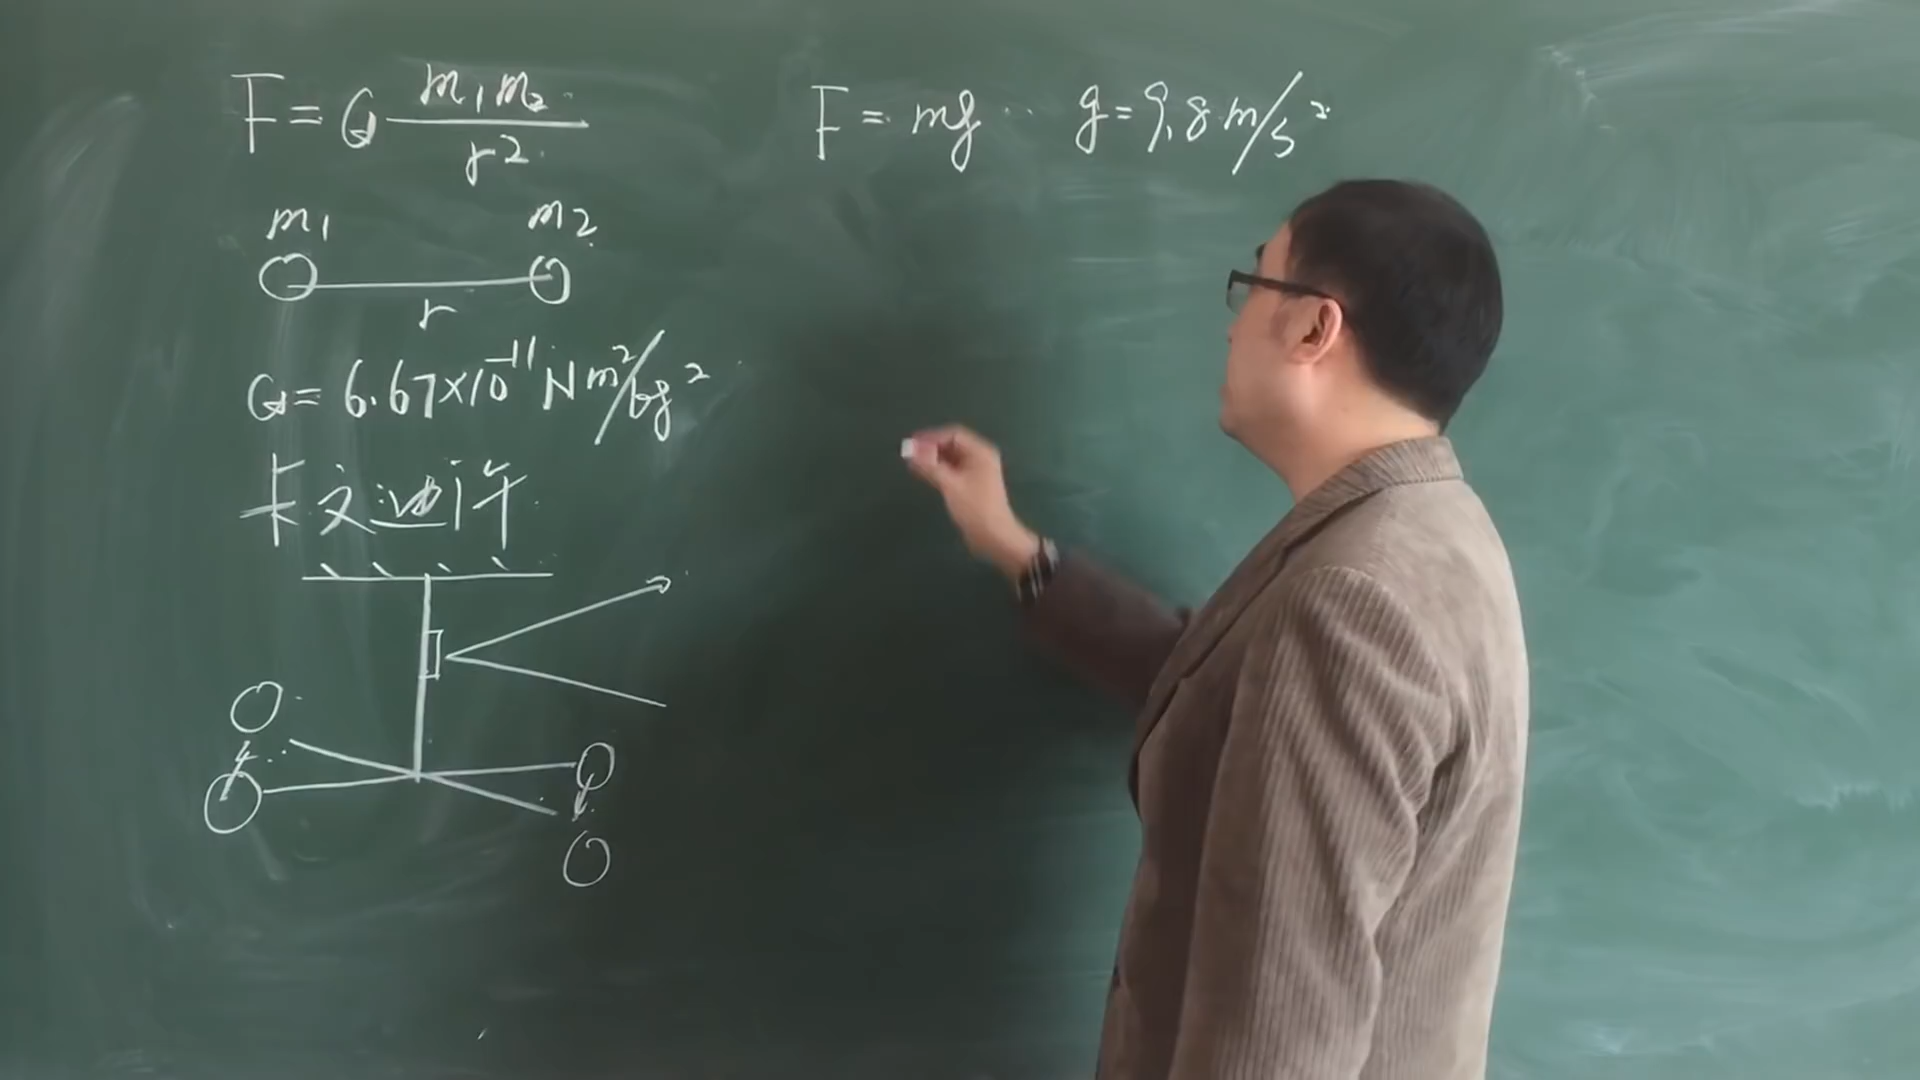 F = G m₁m₂/r²
F = mg g = 9.8 m/s²
m₁ m₂
r
G = 6.67×10⁻¹¹ N m²/kg²
卡文迪许